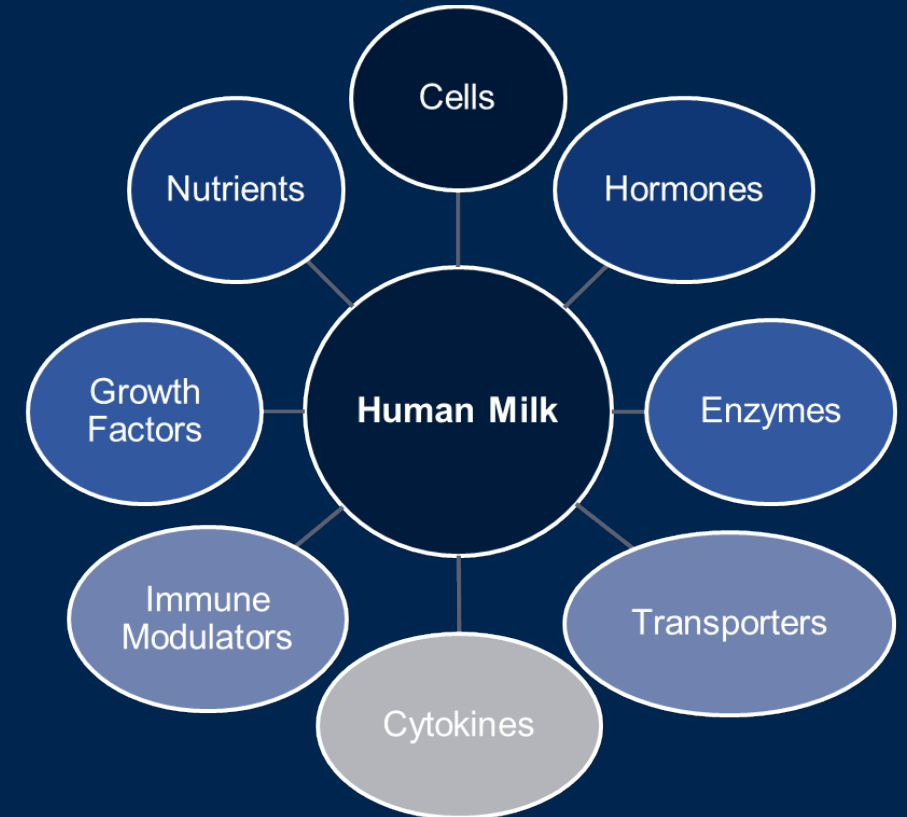 Cells
Nutrients
Hormones
Growth
Factors
Human Milk
Enzymes
Immune
Modulators
Transporters
Cytokines